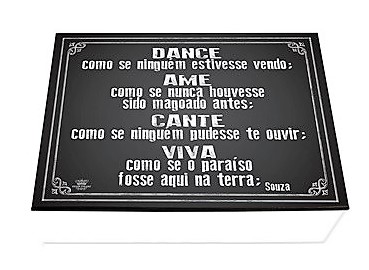 DANCE
como se ninguém estivesse vendo;
AME
como se nunca houvesse
sido magoado antes;
CANTE
como se ninguém pudesse te ouvir;
VIVA
como se o paraíso
fosse aqui na terra;
Souza